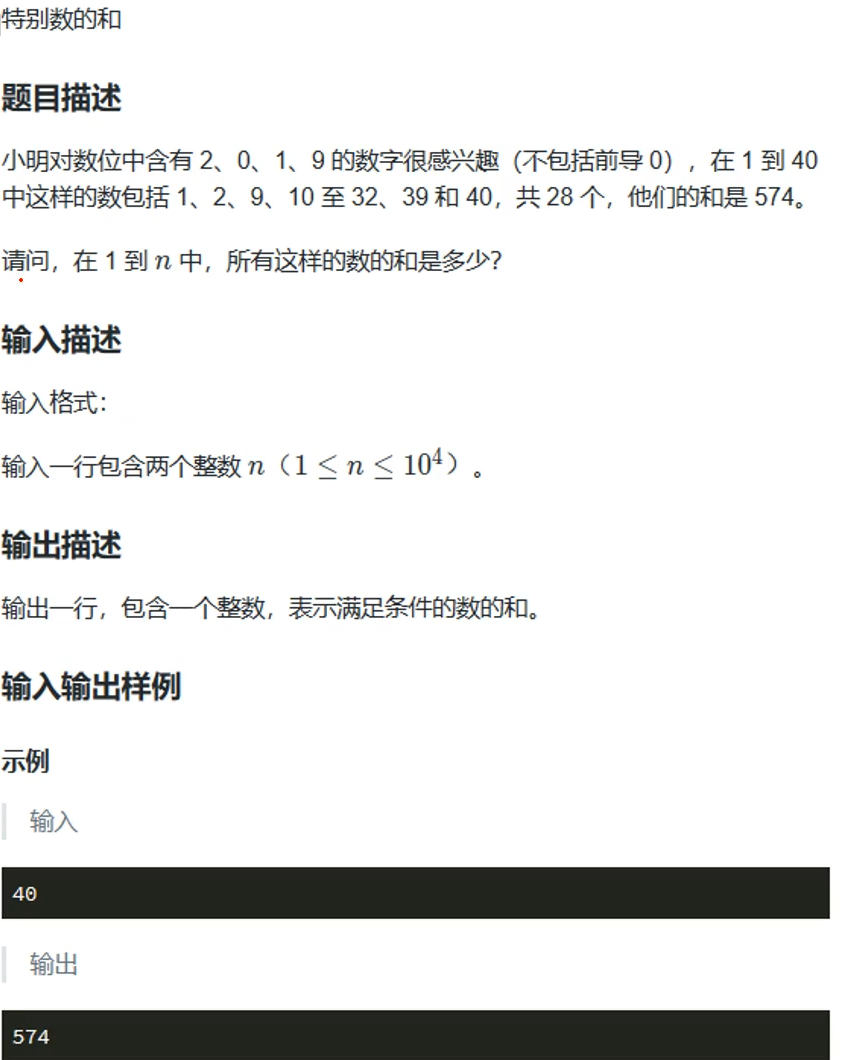 特别数的和
题目描述
小明对数位中含有 2、0、1、9 的数字很感兴趣（不包括前导 0），在 1 到 40
中这样的数包括 1、2、9、10 至 32、39 和 40，共 28 个，他们的和是 574。
请问，在 1 到 n 中，所有这样的数的和是多少？
输入描述
输入格式：
输入一行包含两个整数 n（1 ≤ n ≤ 10⁴）。
输出描述
输出一行，包含一个整数，表示满足条件的数的和。
输入输出样例
示例
输入
40
输出
574